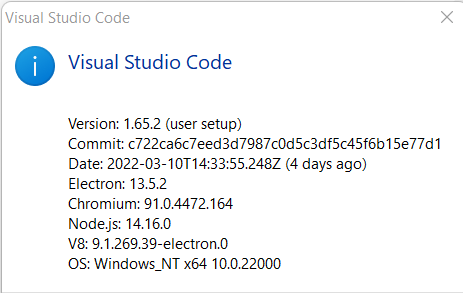 Visual Studio Code
Visual Studio Code
Version: 1.65.2 (user setup)
Commit: c722ca6c7eed3d7987c0d5c3df5c45f6b15e77d1
Date: 2022-03-10T14:33:55.248Z (4 days ago)
Electron: 13.5.2
Chromium: 91.0.4472.164
Node.js: 14.16.0
V8: 9.1.269.39-electron.0
OS: Windows_NT x64 10.0.22000